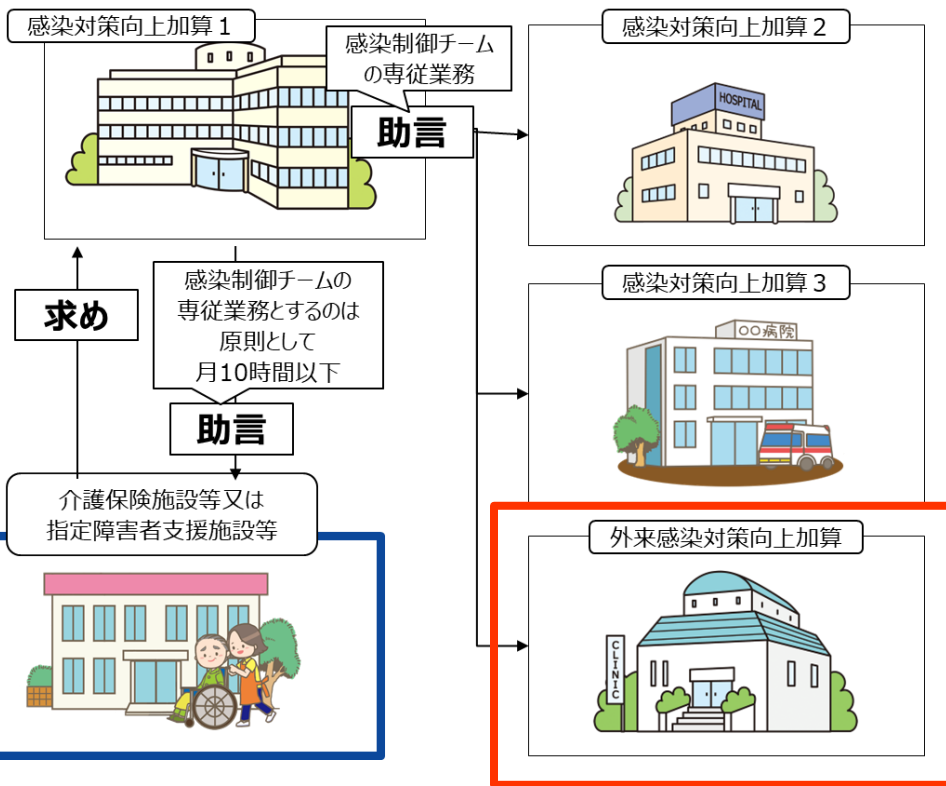 感染対策向上加算１
感染制御チーム
の専従業務
助言
感染対策向上加算２
HOSPITAL
求め
感染制御チームの
専従業務とするのは
原則として
月10時間以下
助言
感染対策向上加算３
○○病院
介護保険施設等又は
指定障害者支援施設等
外来感染対策向上加算
CLINIC